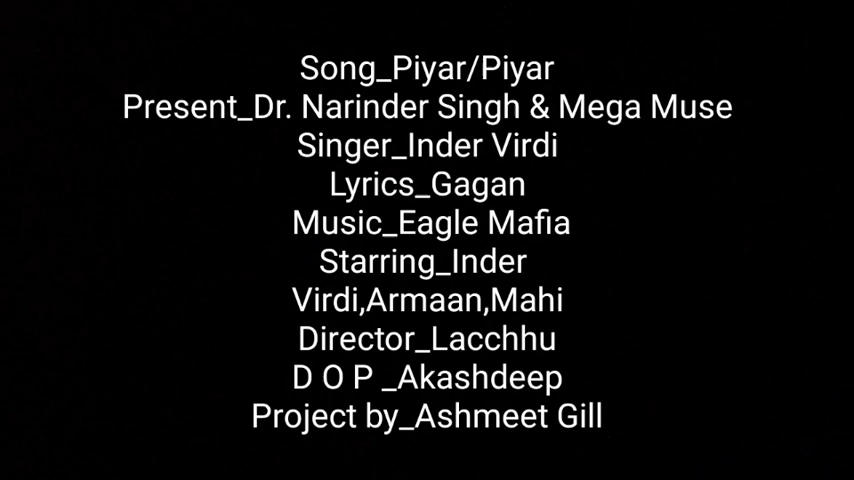 Song_Piyar/Piyar
Present_Dr. Narinder Singh & Mega Muse
Singer_Inder Virdi
Lyrics_Gagan
Music_Eagle Mafia
Starring_Inder
Virdi,Armaan,Mahi
Director_Lacchhu
D O P _Akashdeep
Project by_Ashmeet Gill